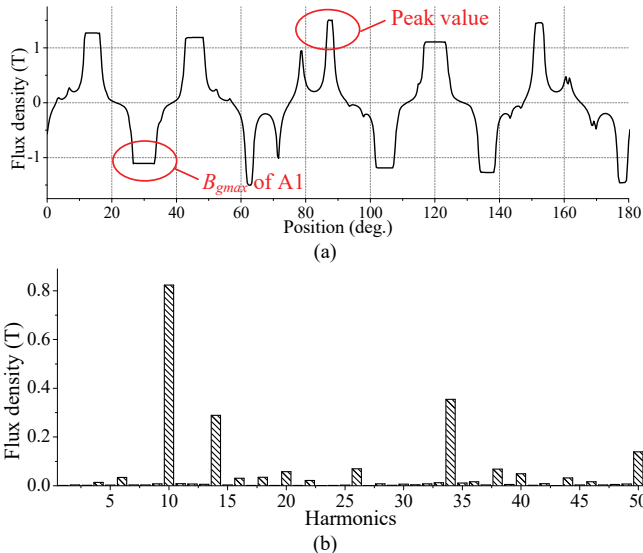 Peak value
Flux density (T)
1
0
-1
B_gmax of A1
0 20 40 60 80 100 120 140 160 180
Position (deg.)
(a)
Flux density (T)
0.8
0.6
0.4
0.2
0.0
5 10 15 20 25 30 35 40 45 50
Harmonics
(b)